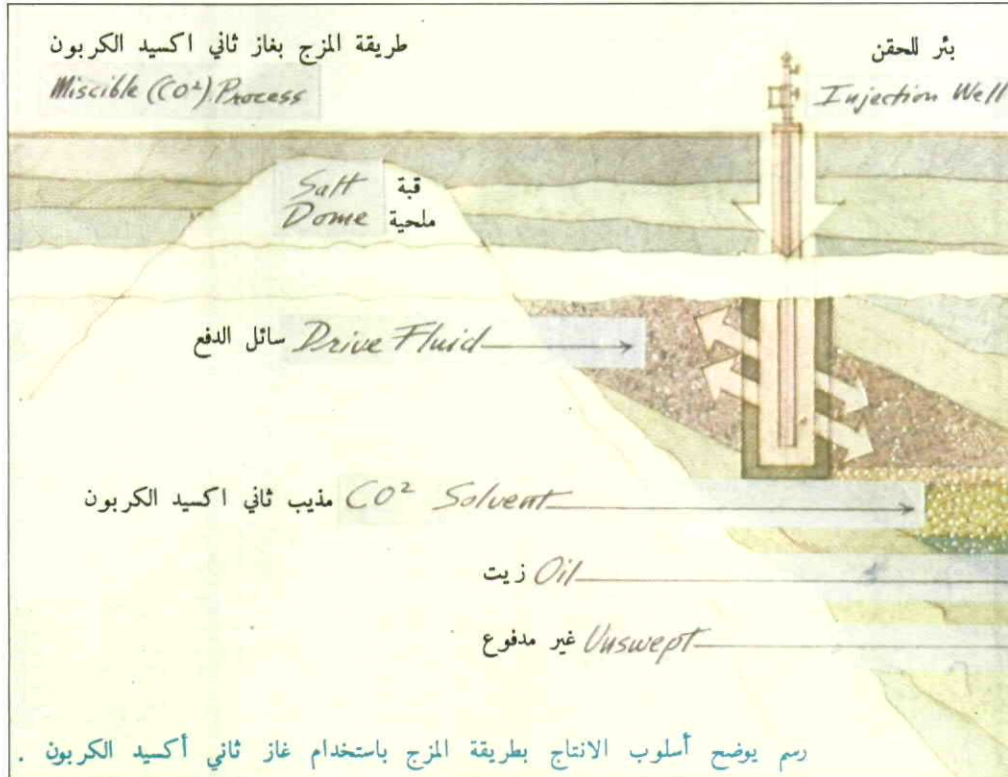 طريقة المزج بغاز ثاني اكسيد الكربون
Miscible (CO²). Process
بئر للحقن
Injection Well
Salt قبة
Dome ملحية
سائل الدفع Drive Fluid
مذيب ثاني اكسيد الكربون CO² Solvent
زيت Oil
غير مدفوع Unswept
رسم يوضح أسلوب الانتاج بطريقة المزج باستخدام غاز ثاني أكسيد الكربون .